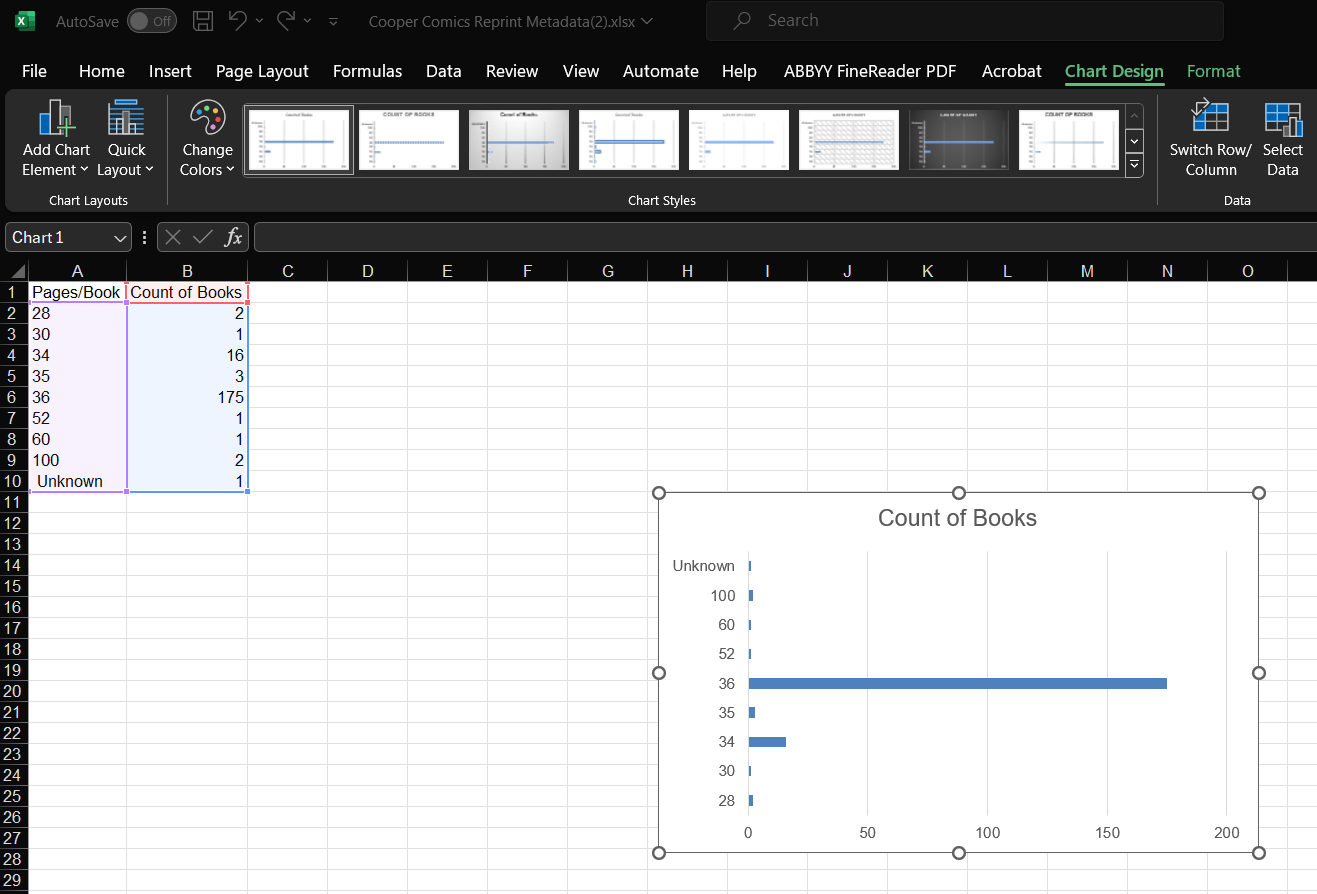 AutoSave Off Cooper Comics Reprint Metadata(2).xlsx Search
File Home Insert Page Layout Formulas Data Review View Automate Help ABBYY FineReader PDF Acrobat Chart Design Format
Add Chart Element Quick Layout Change Colors Switch Row/ Column Select Data
Chart Layouts Chart Styles Data
Chart 1 fx
A B C D E F G H I J K L M N O
1 Pages/Book Count of Books
2 28 2
3 30 1
4 34 16
5 35 3
6 36 175
7 52 1
8 60 1
9 100 2
10 Unknown 1
11
12
13
14
15
16
17
18
19
20
21
22
23
24
25
26
27
28
29
Count of Books
Unknown
100
60
52
36
35
34
30
28
0 50 100 150 200